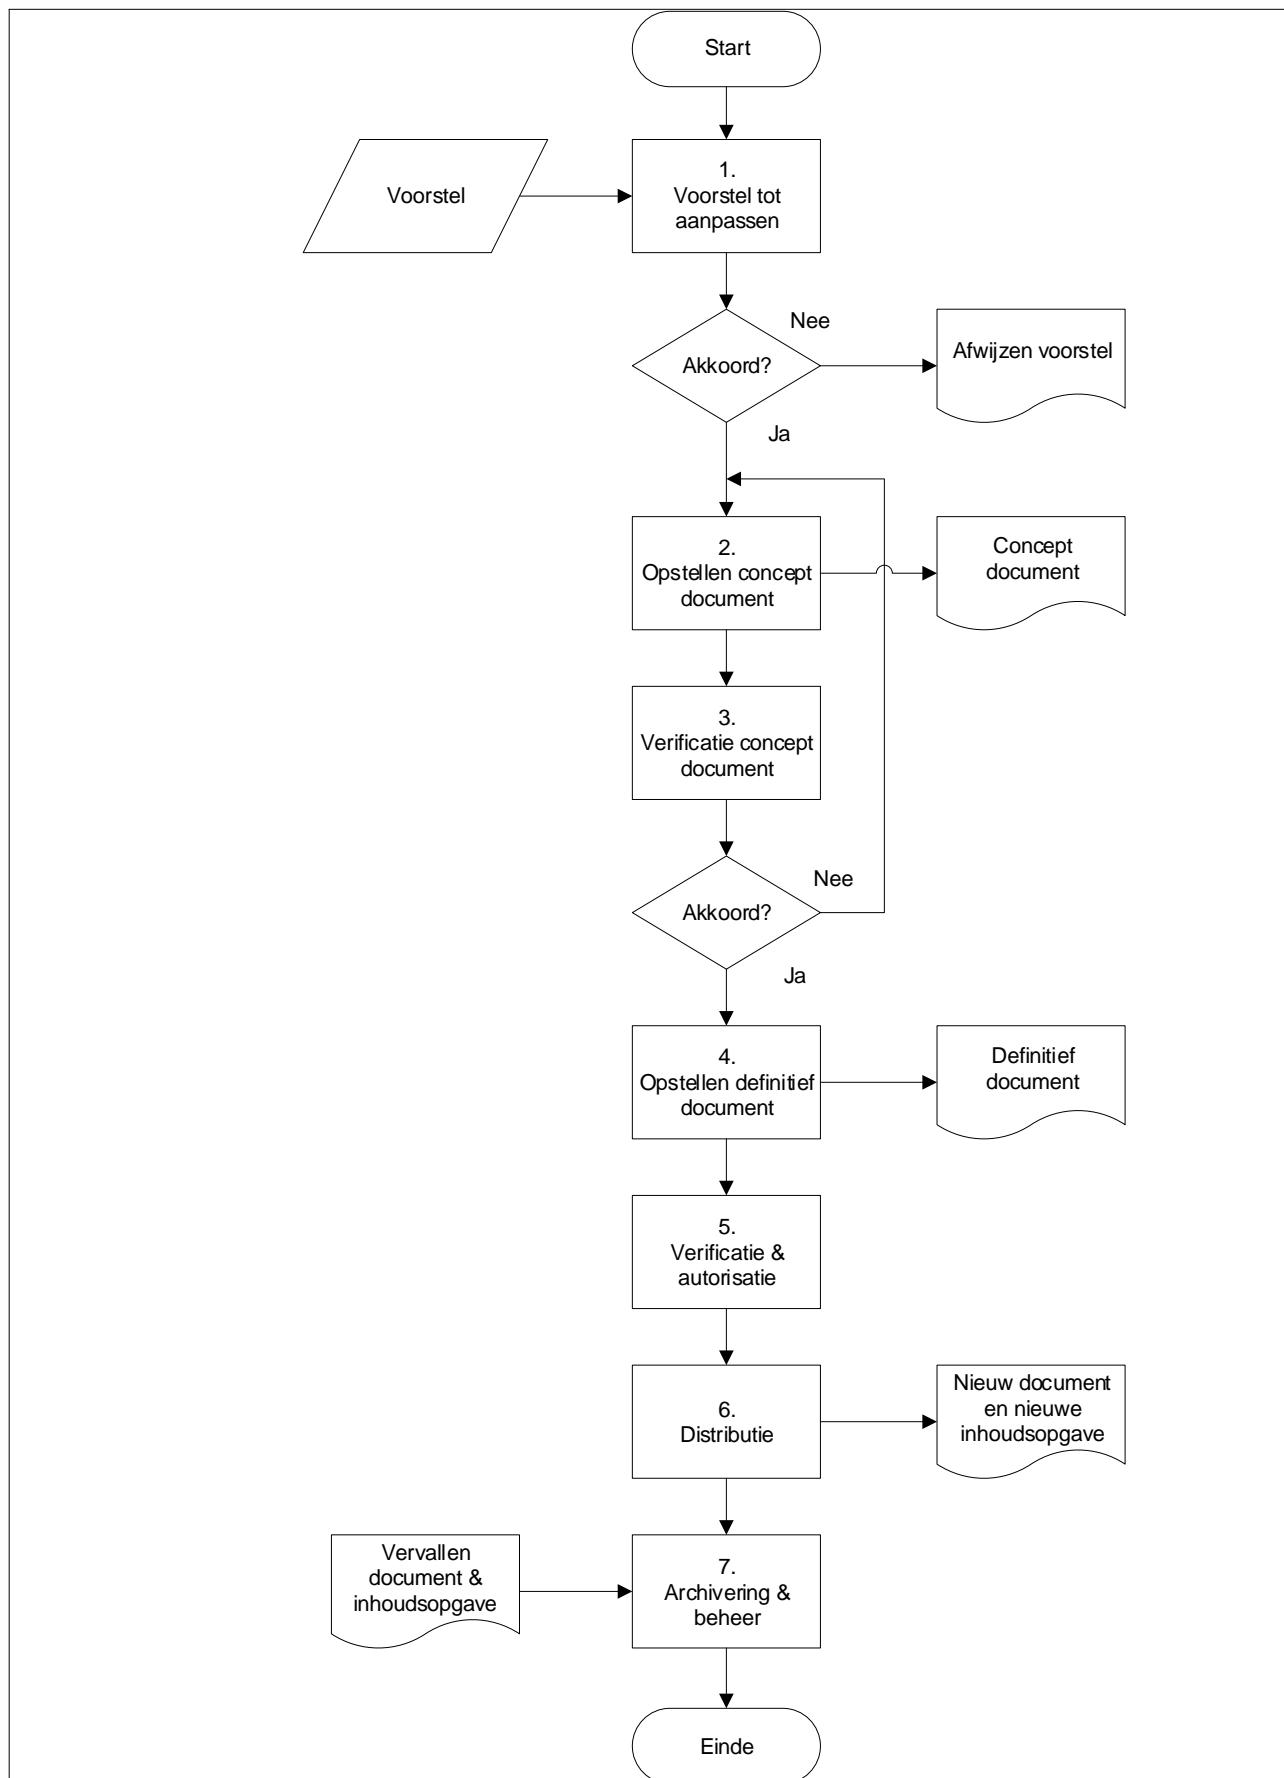 Start
Voorstel
1.
Voorstel tot
aanpassen
Nee
Akkoord?
Afwijzen voorstel
Ja
2.
Opstellen concept
document
Concept
document
3.
Verificatie concept
document
Nee
Akkoord?
Ja
4.
Opstellen definitief
document
Definitief
document
5.
Verificatie &
autorisatie
6.
Distributie
Nieuw document
en nieuwe
inhoudsopgave
Vervallen
document &
inhoudsopgave
7.
Archivering &
beheer
Einde